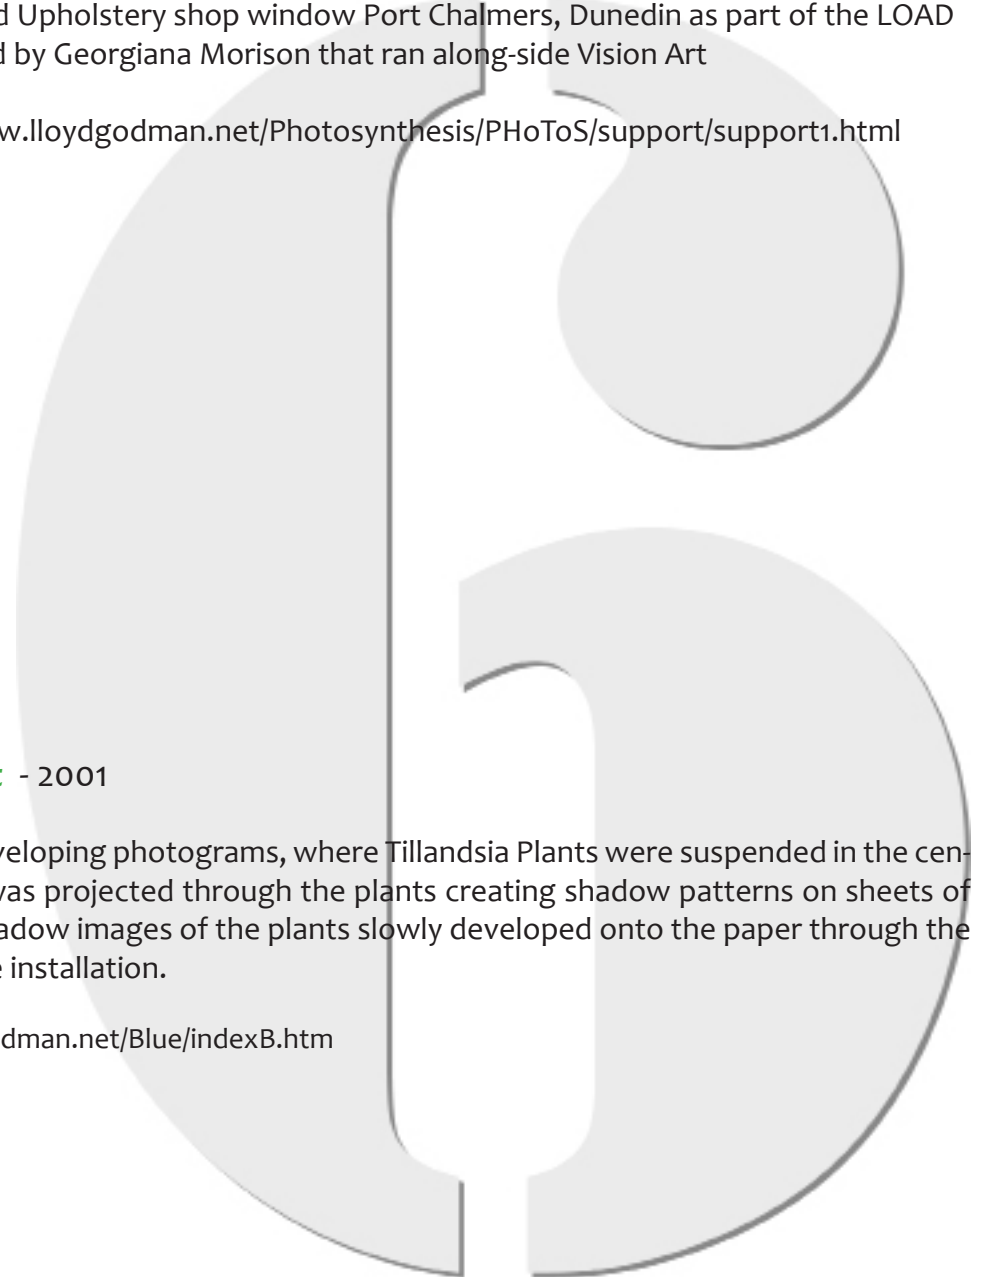 d Upholstery shop window Port Chalmers, Dunedin as part of the LOAD
d by Georgiana Morison that ran along-side Vision Art
w.lloydgodman.net/Photosynthesis/PHoToS/support/support1.html
6
- 2001
veloping photograms, where Tillandsia Plants were suspended in the cen-
was projected through the plants creating shadow patterns on sheets of
adow images of the plants slowly developed onto the paper through the
e installation.
dman.net/Blue/indexB.htm